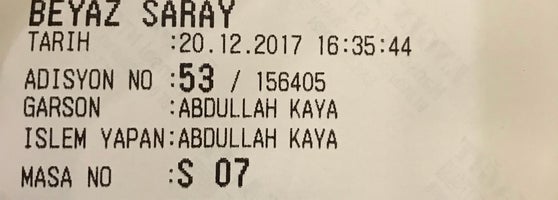 BEYAZ SARAY
TARIH :20.12.2017 16:35:44
ADISYON NO :53 / 156405
GARSON :ABDULLAH KAYA
ISLEM YAPAN:ABDULLAH KAYA
MASA NO :S 07